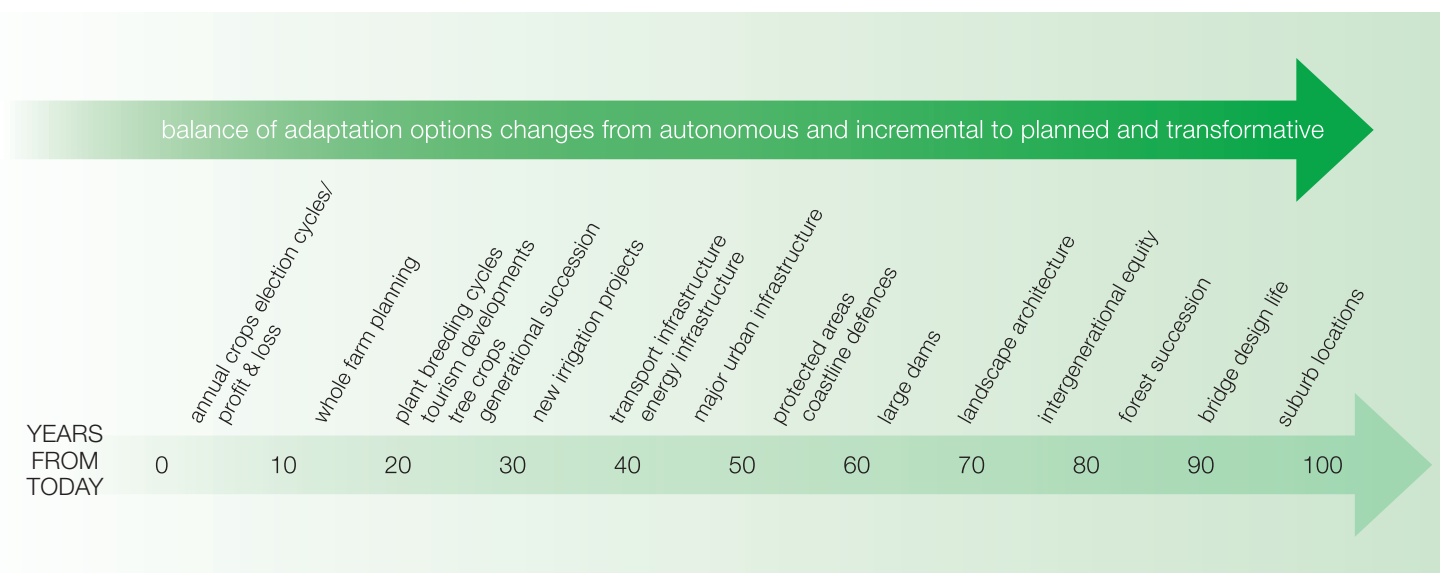 balance of adaptation options changes from autonomous and incremental to planned and transformative
annual crops election cycles/
profit & loss
whole farm planning
plant breeding cycles
tourism developments
tree crops
generational succession
new irrigation projects
transport infrastructure
energy infrastructure
major urban infrastructure
protected areas
coastline defences
large dams
landscape architecture
intergenerational equity
forest succession
bridge design life
suburb locations
YEARS
FROM
TODAY
0 10 20 30 40 50 60 70 80 90 100